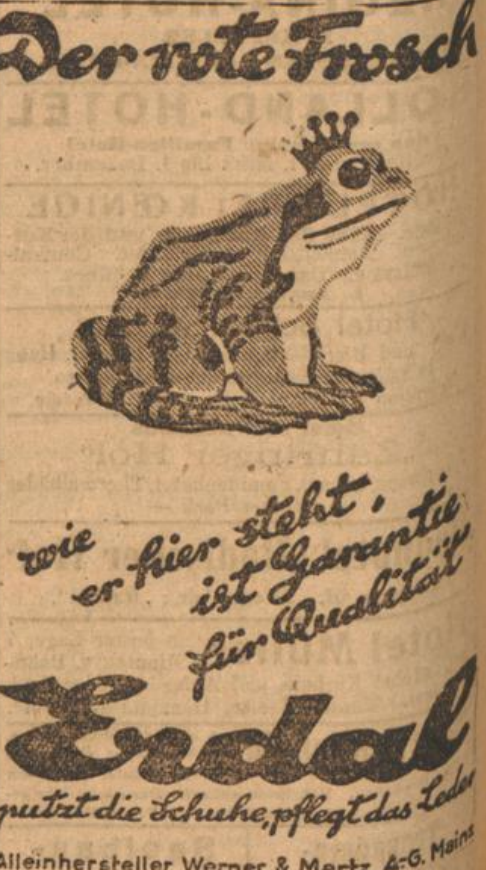 Der rote Frosch
wie
er hier steht,
ist Garantie
für Qualität
Erdal
putzt die Schuhe, pflegt das Leder
Alleinhersteller Werner & Mertz A-G. Mainz